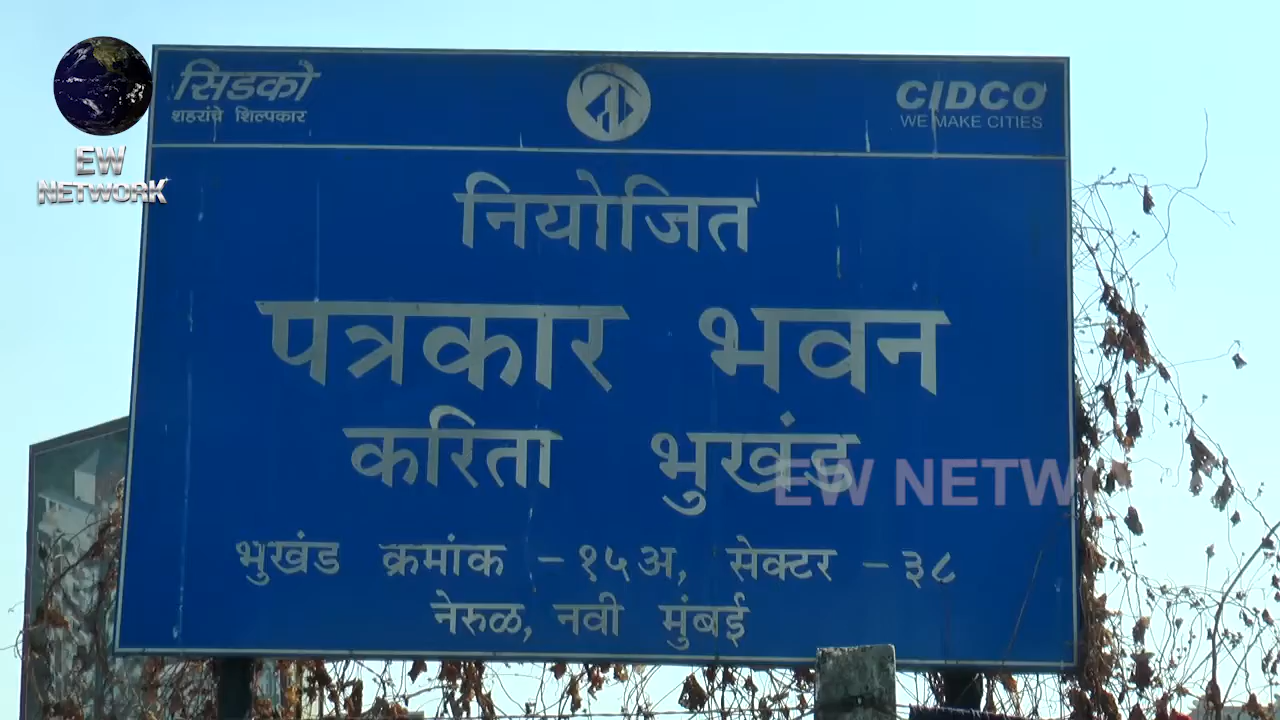 सिडको
शहरांचे शिल्पकार
CIDCO
WE MAKE CITIES
EW
NETWORK
नियोजित
पत्रकार भवन
करिता भुखंड
EW NETWO
भुखंड क्रमांक - १५अ, सेक्टर - ३८
नेरुळ, नवी मुंबई